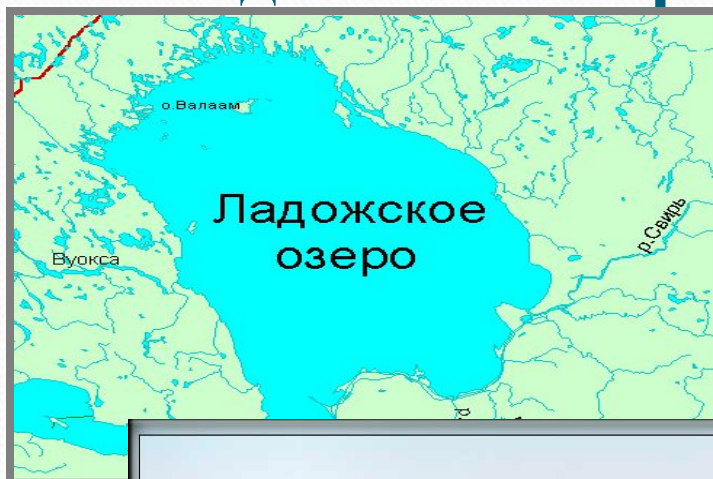 о.Валаам
Ладожское
озеро
р.Свирь
Вуокса